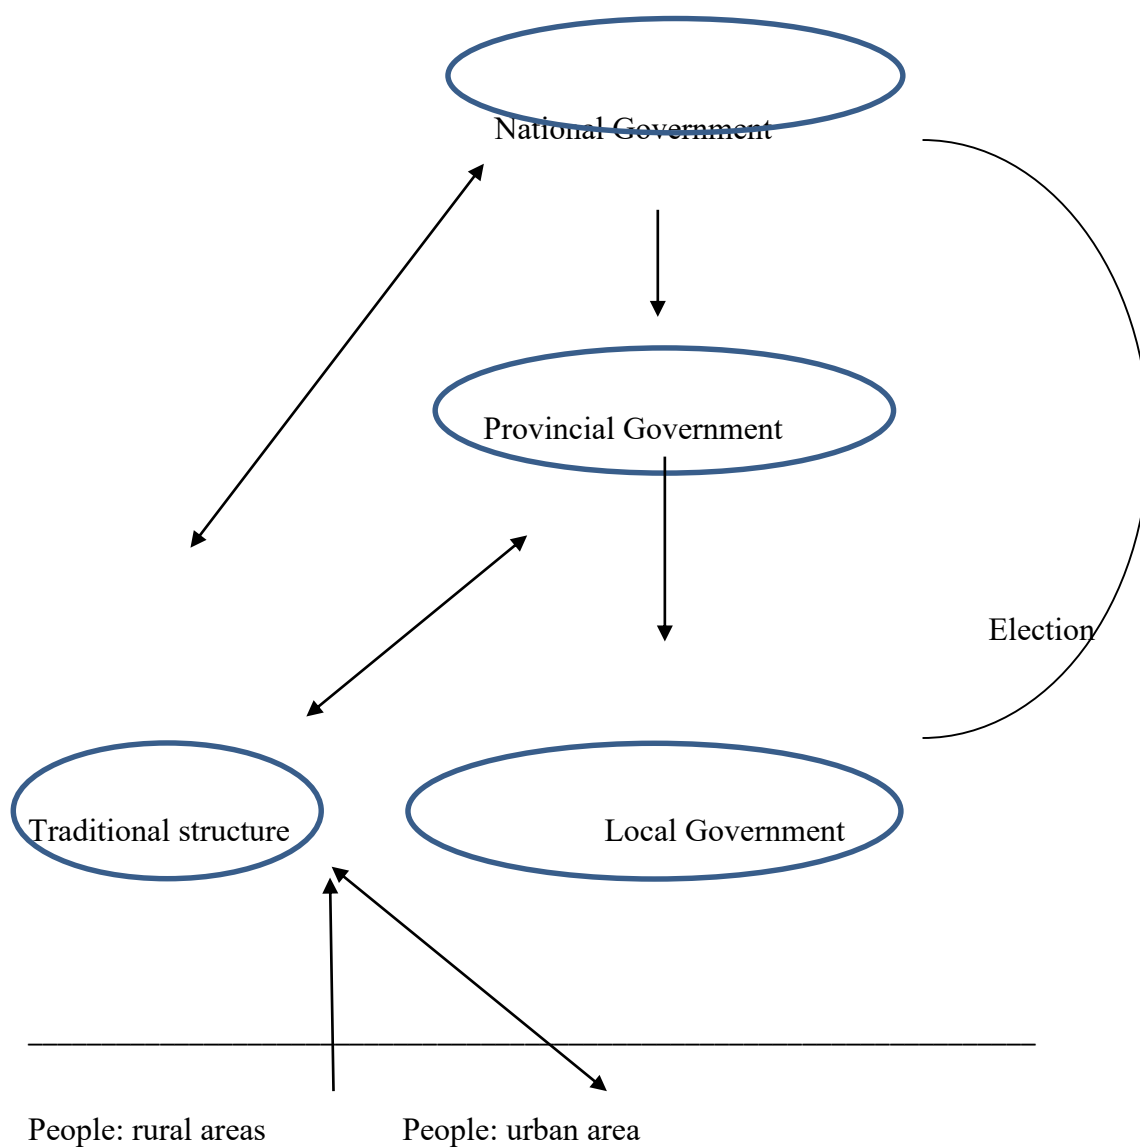 National Government
Provincial Government
Election
Traditional structure
Local Government
People: rural areas
People: urban area